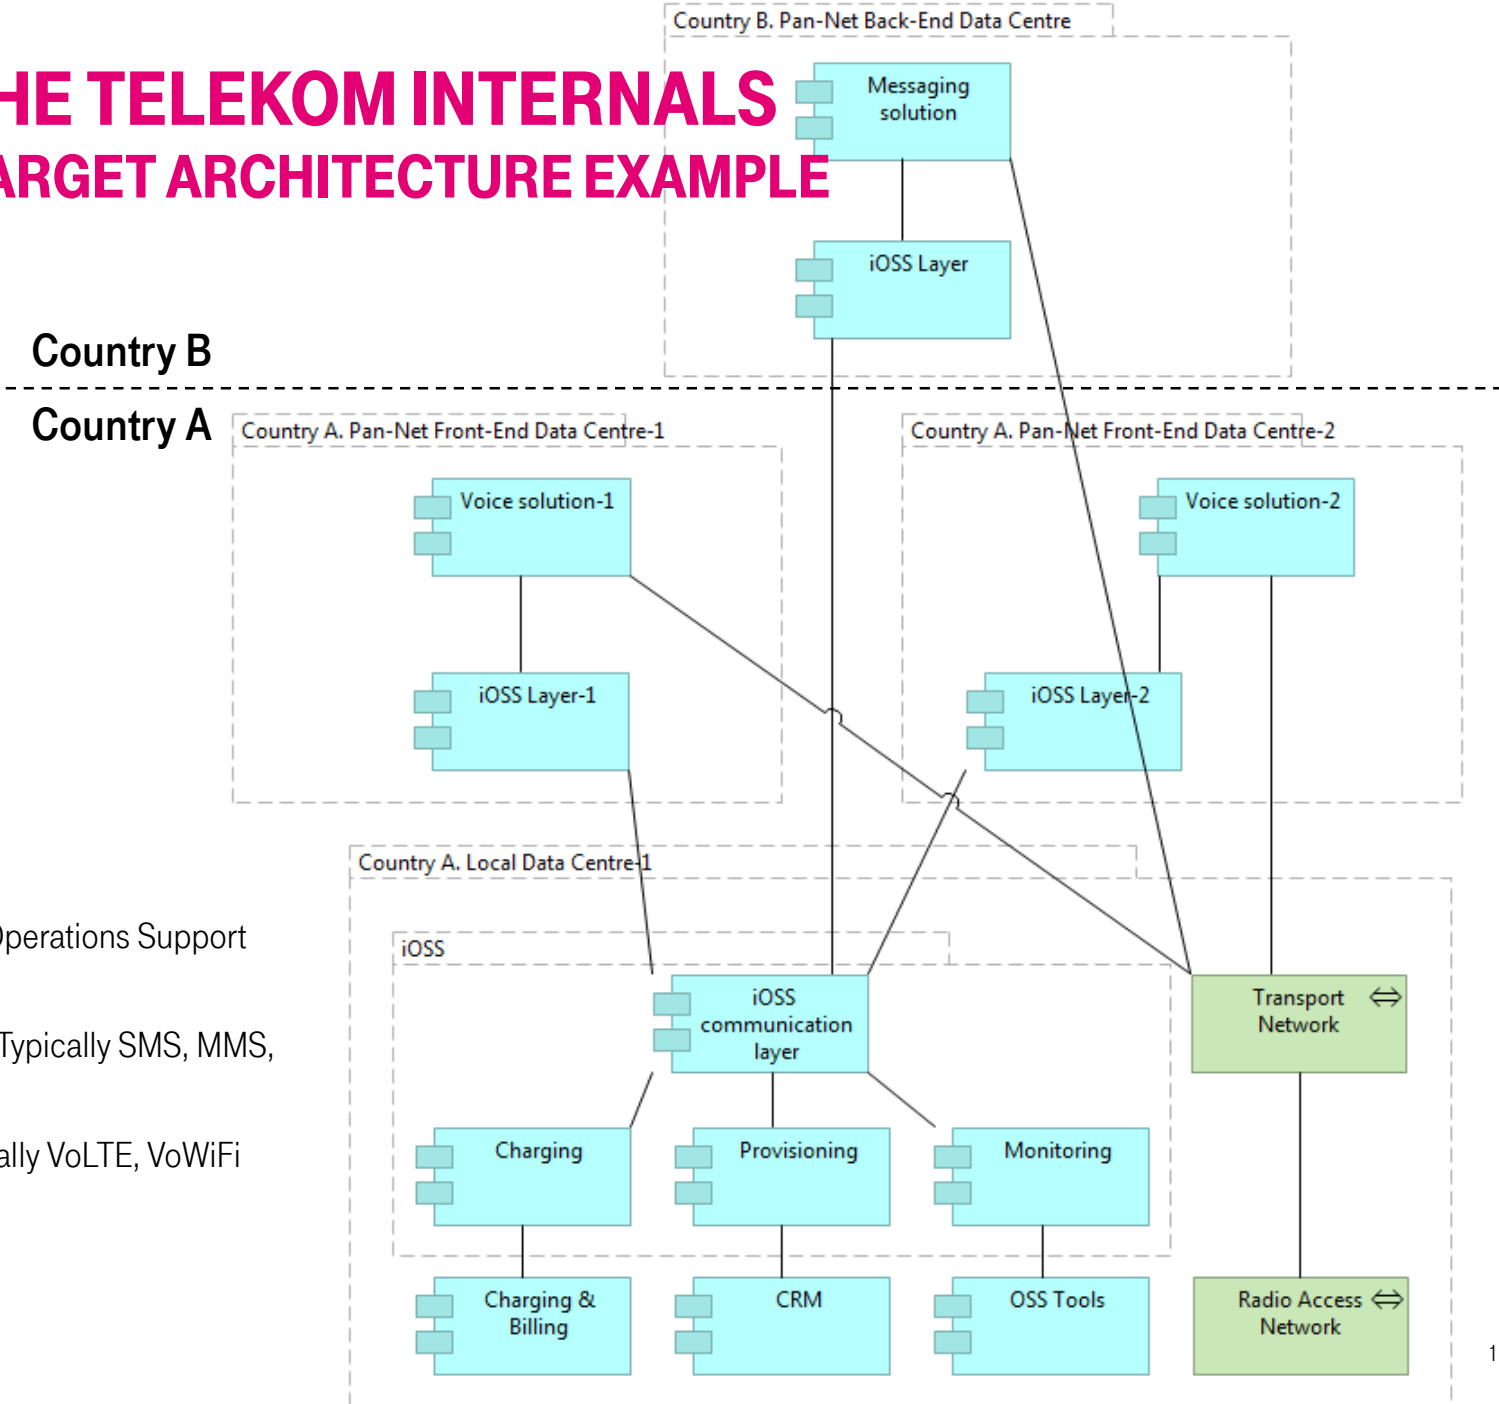 Country B. Pan-Net Back-End Data Centre
HE TELEKOM INTERNALS
ARGET ARCHITECTURE EXAMPLE
Messaging
solution
iOSS Layer
Country B
Country A
Country A. Pan-Net Front-End Data Centre-1
Country A. Pan-Net Front-End Data Centre-2
Voice solution-1
Voice solution-2
iOSS Layer-1
iOSS Layer-2
Country A. Local Data Centre-1
Operations Support
iOSS
iOSS
communication
layer
Transport
Network
Typically SMS, MMS,
Charging
Provisioning
Monitoring
ally VoLTE, VoWiFi
Charging &
Billing
CRM
OSS Tools
Radio Access
Network
1